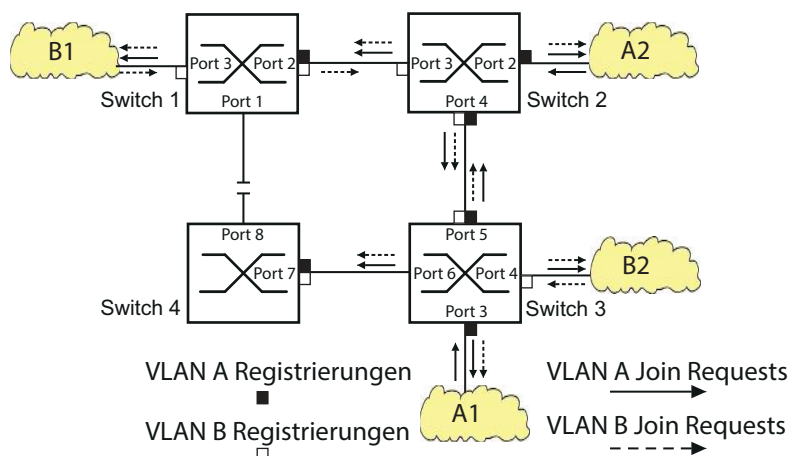 B1
Port 3
Port 2
Port 1
Switch 1
Port 3
Port 2
Port 4
Switch 2
A2
Port 8
Port 7
Switch 4
Port 5
Port 6
Port 4
Port 3
Switch 3
B2
A1
VLAN A Registrierungen
VLAN B Registrierungen
VLAN A Join Requests
VLAN B Join Requests